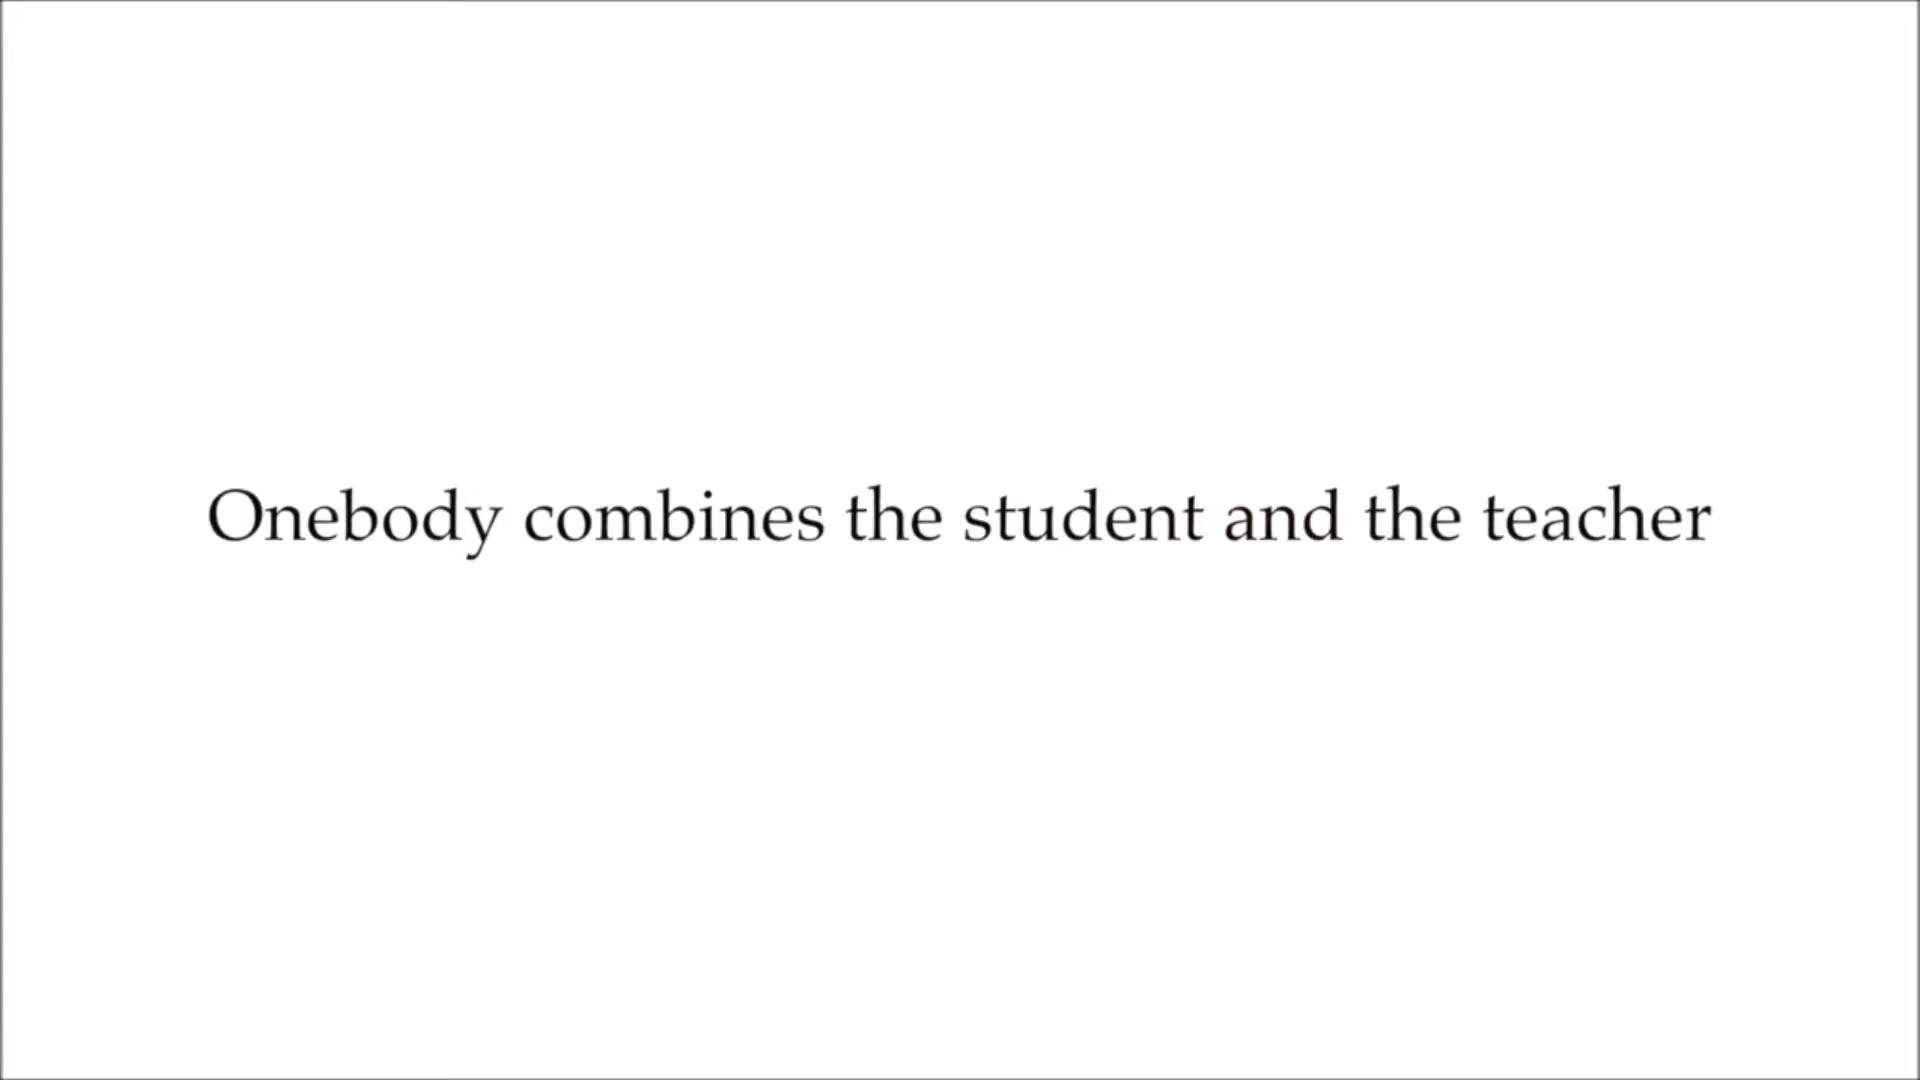 Onebody combines the student and the teacher